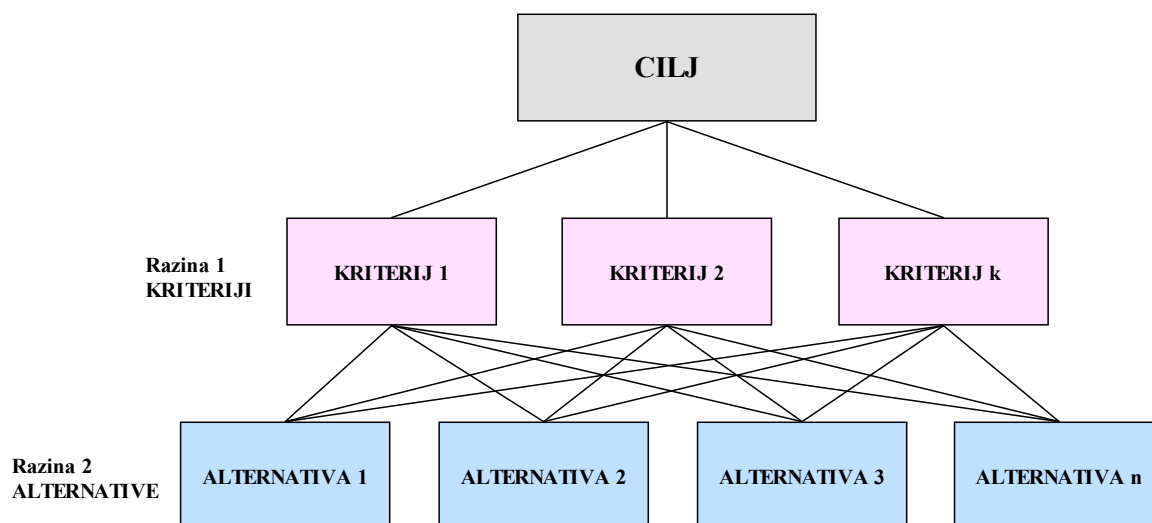 CILJ
Razina 1
KRITERIJI
KRITERIJ 1
KRITERIJ 2
KRITERIJ k
Razina 2
ALTERNATIVE
ALTERNATIVA 1
ALTERNATIVA 2
ALTERNATIVA 3
ALTERNATIVA n